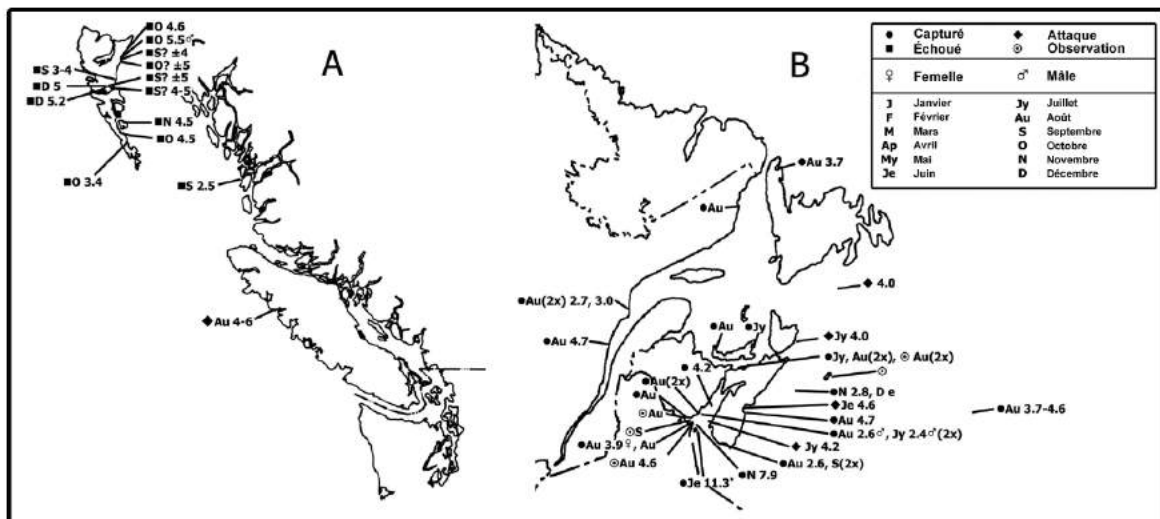 A
■O 4.6
■O 5.5♂
■S? ±4
■O? ±5
■S 3-4
■S? ±5
■D 5
■S? 4-5
■D 5.2
■N 4.5
■O 4.5
■O 3.4
■S 2.5
◆Au 4-6
B
●Au 3.7
●Au
◆ 4.0
●Au(2x) 2.7, 3.0
●Au 4.7
●Au
●Jy
◆Jy 4.0
●Jy, Au(2x), ⊙ Au(2x)
⊙
● 4.2
●Au(2x)
●Au
⊙Au
⊙S
●Au 3.9♀, Au
⊙Au 4.6
●N 2.8, D e
◆Je 4.6
●Au 4.7
●Au 3.7-4.6
●Au 2.6♂, Jy 2.4♂(2x)
◆ Jy 4.2
●Au 2.6, S(2x)
●N 7.9
●Je 11.3*
● Capturé ◆ Attaque
■ Échoué ⊙ Observation
♀ Femelle ♂ Mâle
J Janvier Jy Juillet
F Février Au Août
M Mars S Septembre
Ap Avril O Octobre
My Mai N Novembre
Je Juin D Décembre